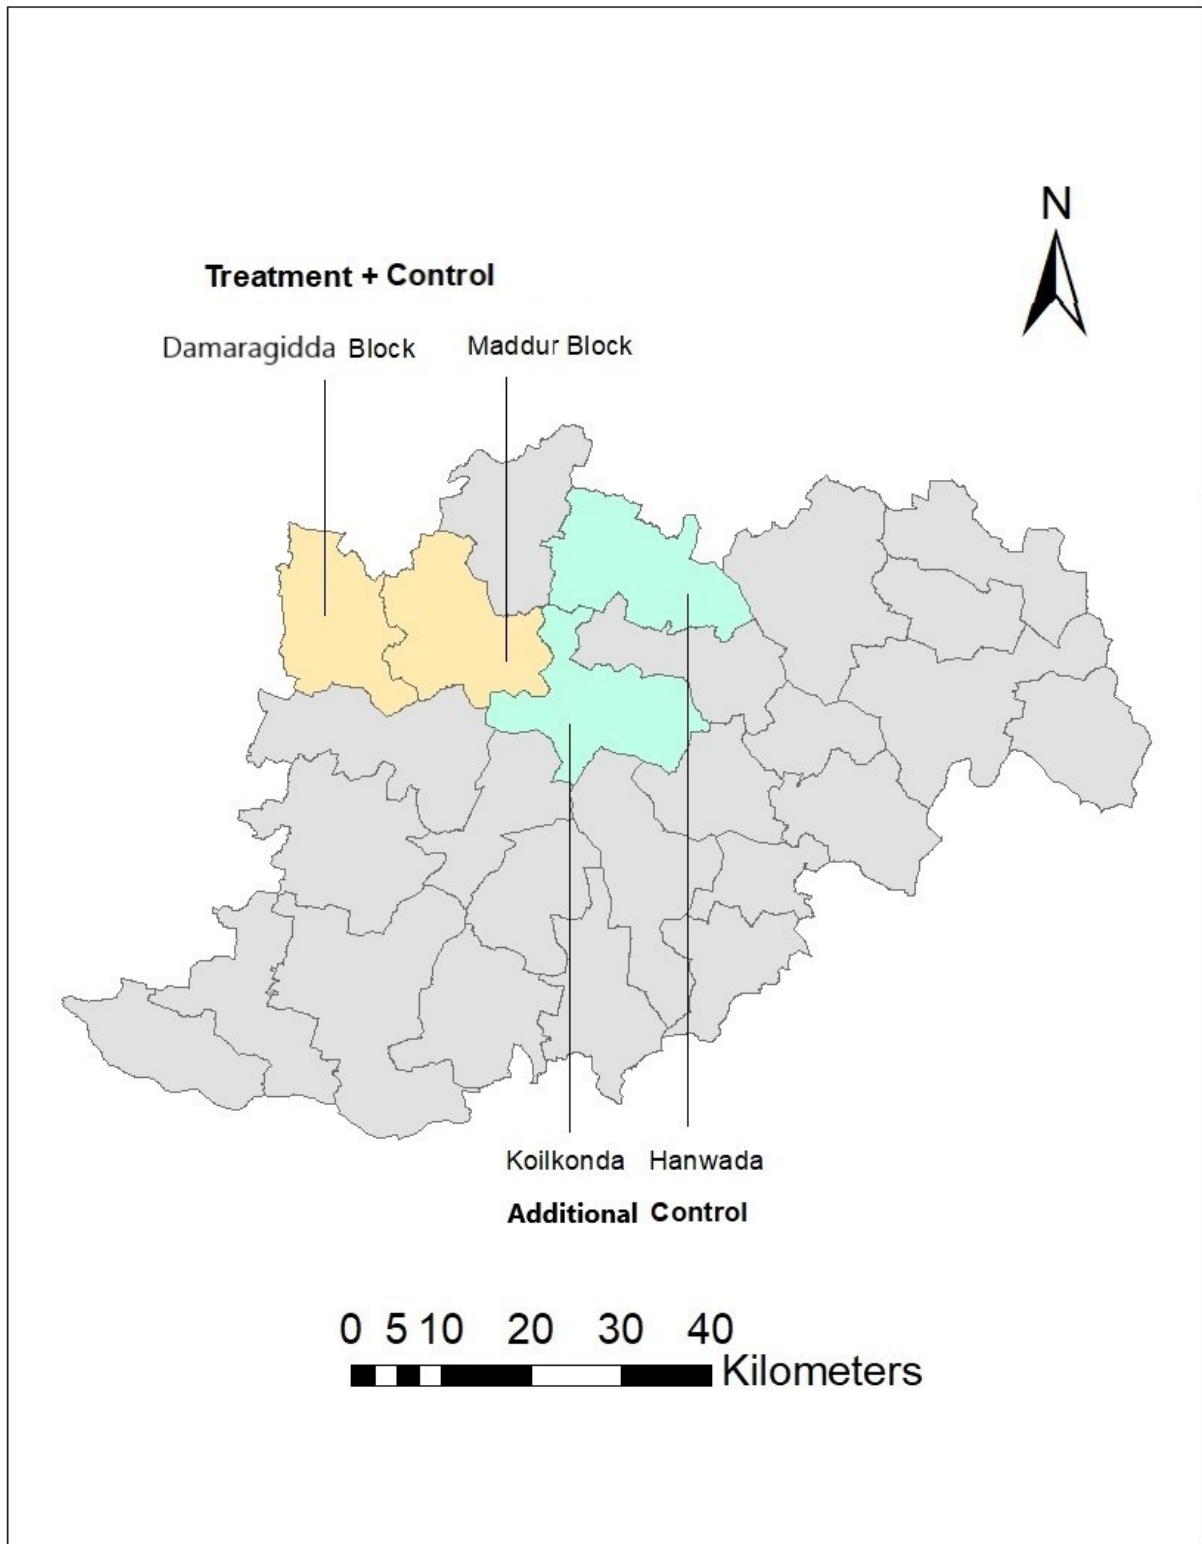 N
Treatment + Control
Damaragidda Block Maddur Block
Koilkonda Hanwada
Additional Control
0 5 10 20 30 40
Kilometers